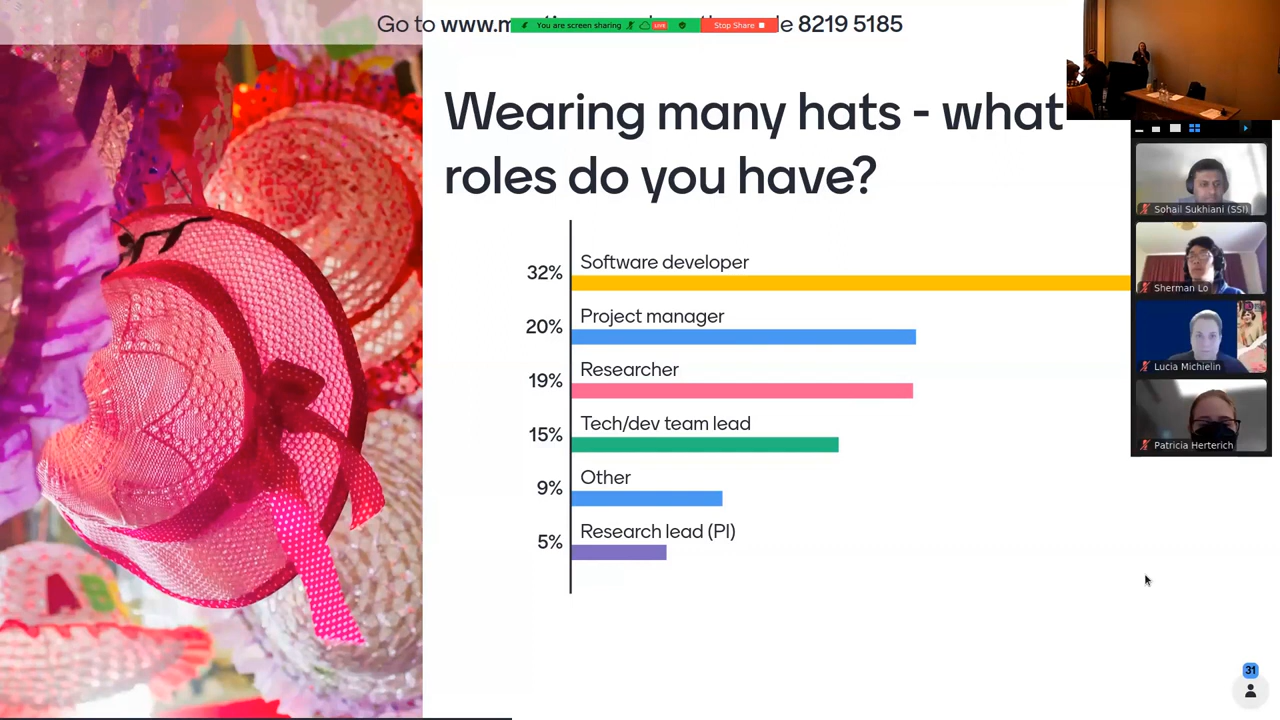 Go to www.m
You are screen sharing
LIVE
Stop Share
8219 5185
Wearing many hats - what
roles do you have?
Software developer
32%
Project manager
20%
Researcher
19%
Tech/dev team lead
15%
Other
9%
Research lead (PI)
5%
Sohail Sukhiani (SSI)
Sherman Lo
Lucia Michielin
Patricia Herterich
31
AB